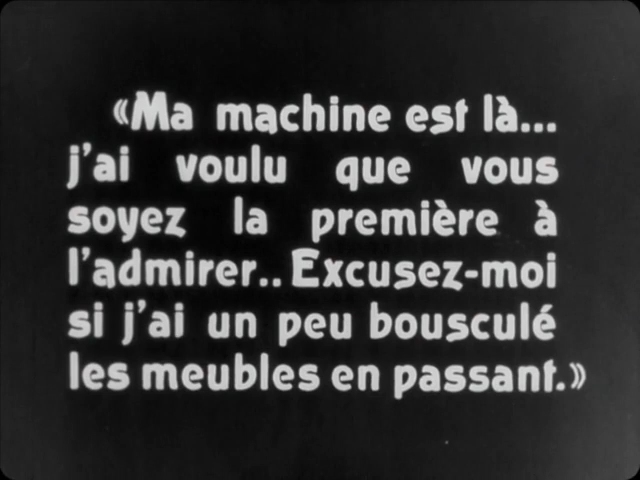 «Ma machine est là...
j'ai voulu que vous
soyez la première à
l'admirer.. Excusez-moi
si j'ai un peu bousculé
les meubles en passant.»